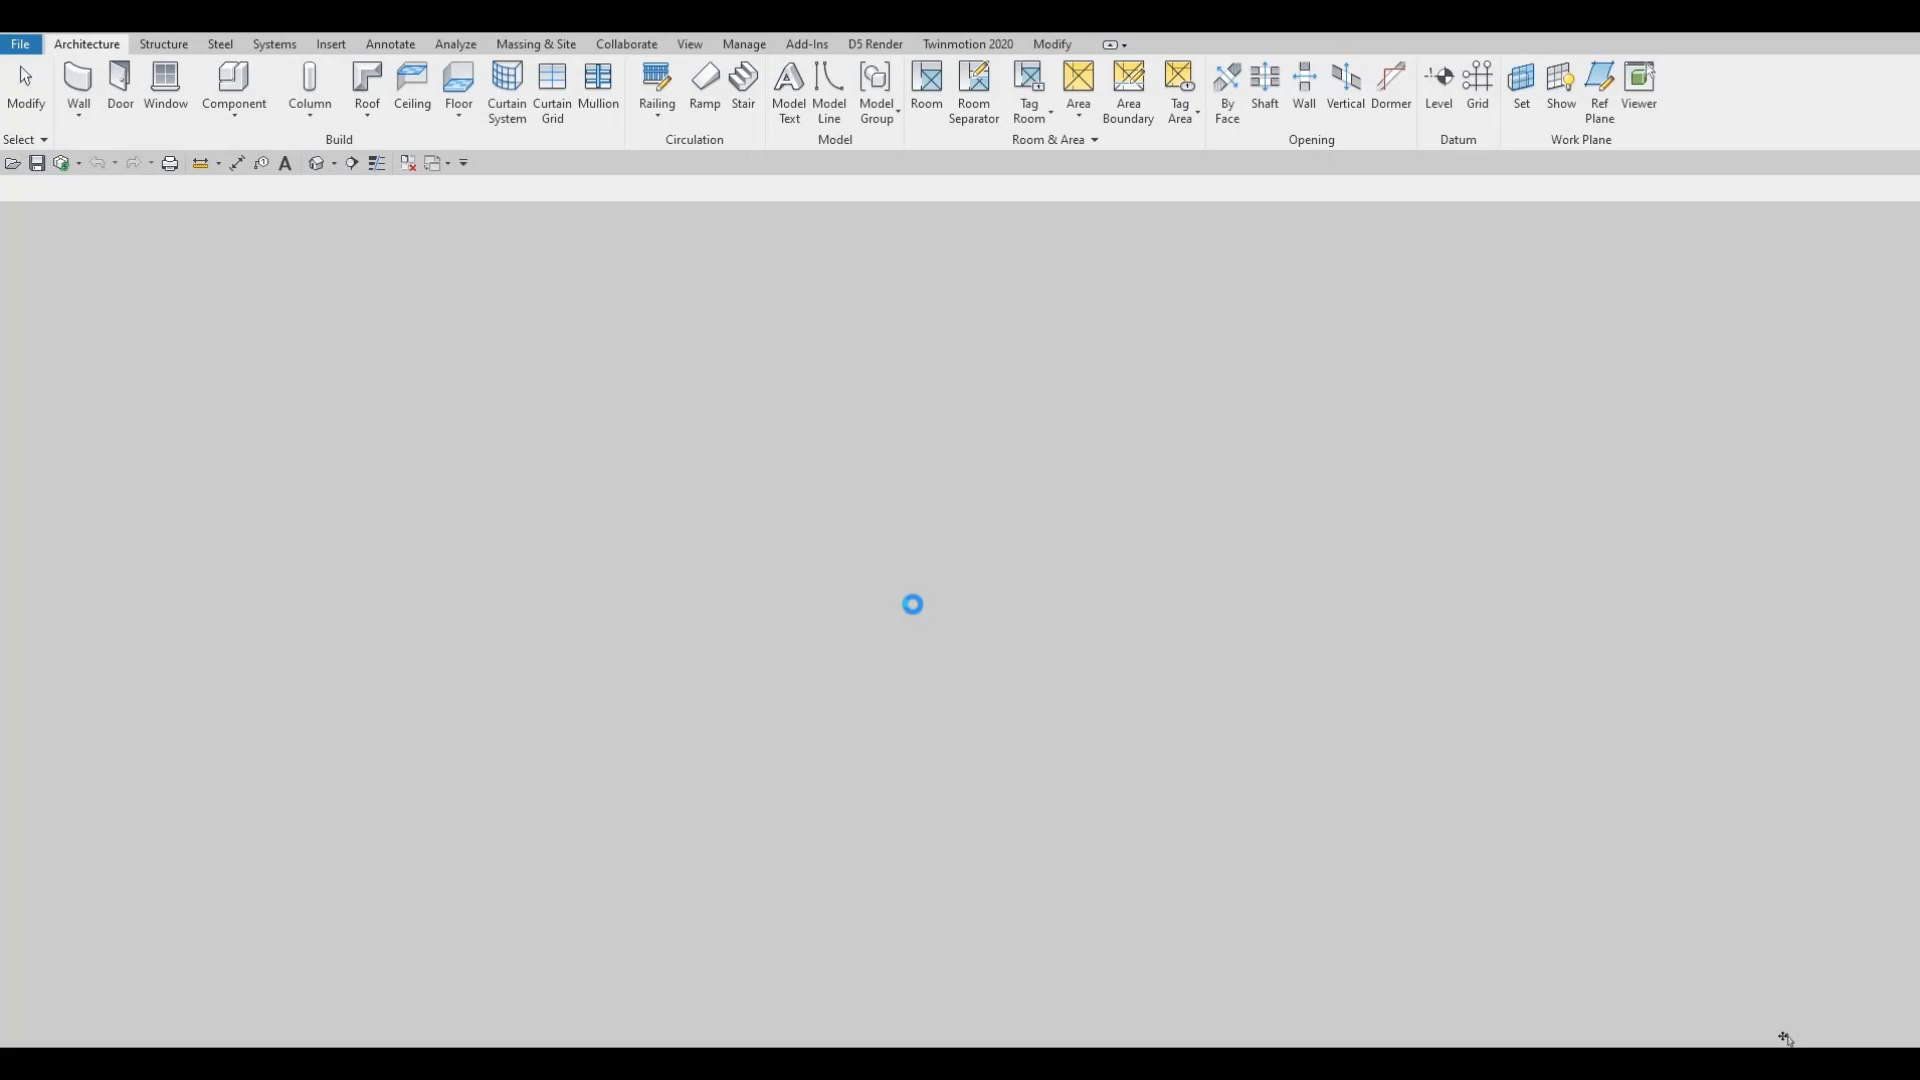 File Architecture Structure Steel Systems Insert Annotate Analyze Massing & Site Collaborate View Manage Add-Ins D5 Render Twinmotion 2020 Modify
Modify Wall Door Window Component Column Roof Ceiling Floor Curtain System Curtain Grid Mullion Railing Ramp Stair Model Text Model Line Model Group Room Room Separator Tag Room Area Area Boundary Tag Area By Face Shaft Wall Vertical Dormer Level Grid Set Show Ref Plane Viewer
Select Build Circulation Model Room & Area Opening Datum Work Plane